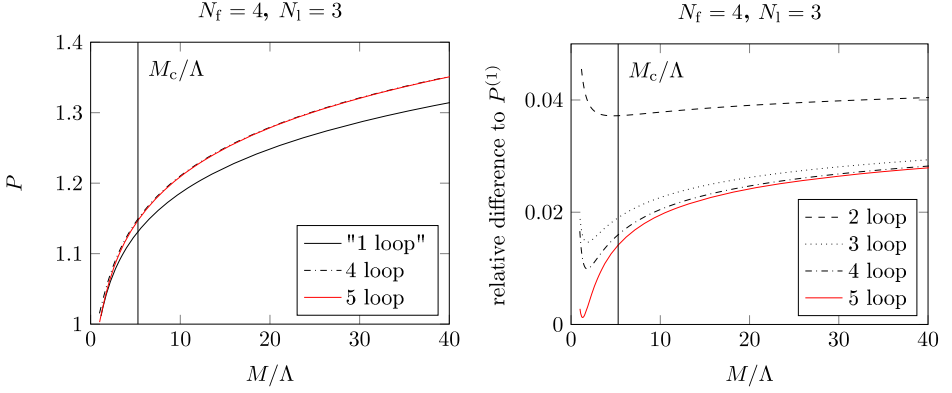 N_f = 4, N_l = 3
1.4
1.3
1.2
1.1
1
P
M_c/Λ
"1 loop"
4 loop
5 loop
0 10 20 30 40
M/Λ
N_f = 4, N_l = 3
relative difference to P^(1)
0.04
0.02
0
M_c/Λ
2 loop
3 loop
4 loop
5 loop
0 10 20 30 40
M/Λ